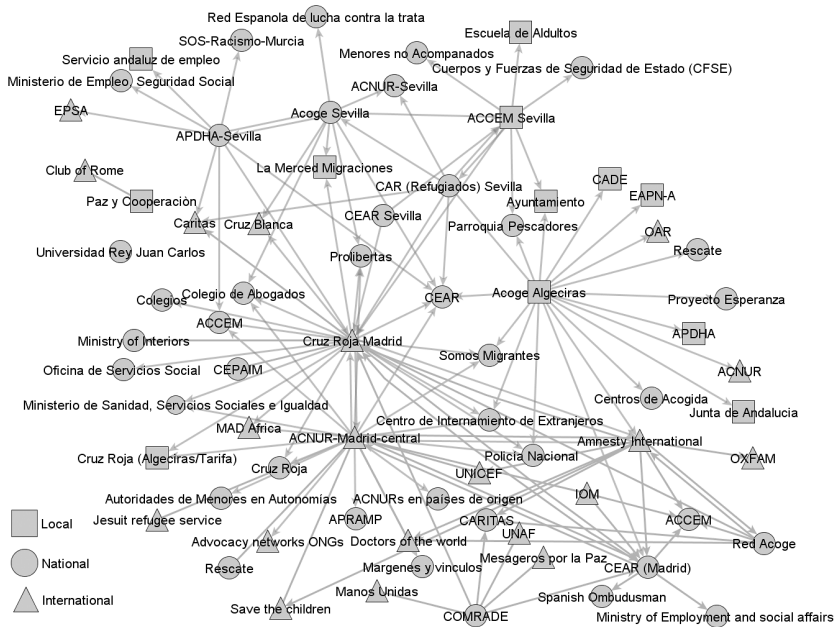 Red Espanola de lucha contra la trata
Escuela de Aldultos
SOS-Racismo-Murcia
Menores no Acompanados
Servicio andaluz de empleo
Cuerpos y Fuerzas de Seguridad de Estado (CFSE)
Ministerio de Empleo, Seguridad Social
ACNUR-Sevilla
EPSA
Acoge Sevilla
ACCEM Sevilla
APDHA-Sevilla
La Merced Migraciones
Club of Rome
CADE
CAR (Refugiados) Sevilla
EAPN-A
Paz y Cooperaciòn
Ayuntamiento
CEAR Sevilla
Caritas
Cruz Blanca
Parroquia Pescadores
OAR
Universidad Rey Juan Carlos
Prolibertas
Rescate
Colegio de Abogados
Colegios
CEAR
Acoge Algeciras
Proyecto Esperanza
ACCEM
APDHA
Ministry of Interiors
Cruz Roja Madrid
Somos Migrantes
Oficina de Servicios Social
CEPAIM
ACNUR
Centros de Acogida
Ministerio de Sanidad, Servicios Sociales e Igualdad
Junta de Andalucia
Centro de Internamiento de Extranjeros
MAD Africa
ACNUR-Madrid-central
Amnesty International
Cruz Roja (Algeciras/Tarifa)
Policía Nacional
OXFAM
Cruz Roja
UNICEF
Autoridades de Menores en Autonomías
ACNURs en países de origen
IOM
Jesuit refugee service
APRAMP
CARITAS
ACCEM
Local
UNAF
Advocacy networks ONGs
Doctors of the world
Red Acoge
Mesageros por la Paz
National
Rescate
Margenes y vinculos
CEAR (Madrid)
Manos Unidas
Spanish Ombudusman
International
Save the children
COMRADE
Ministry of Employment and social affairs